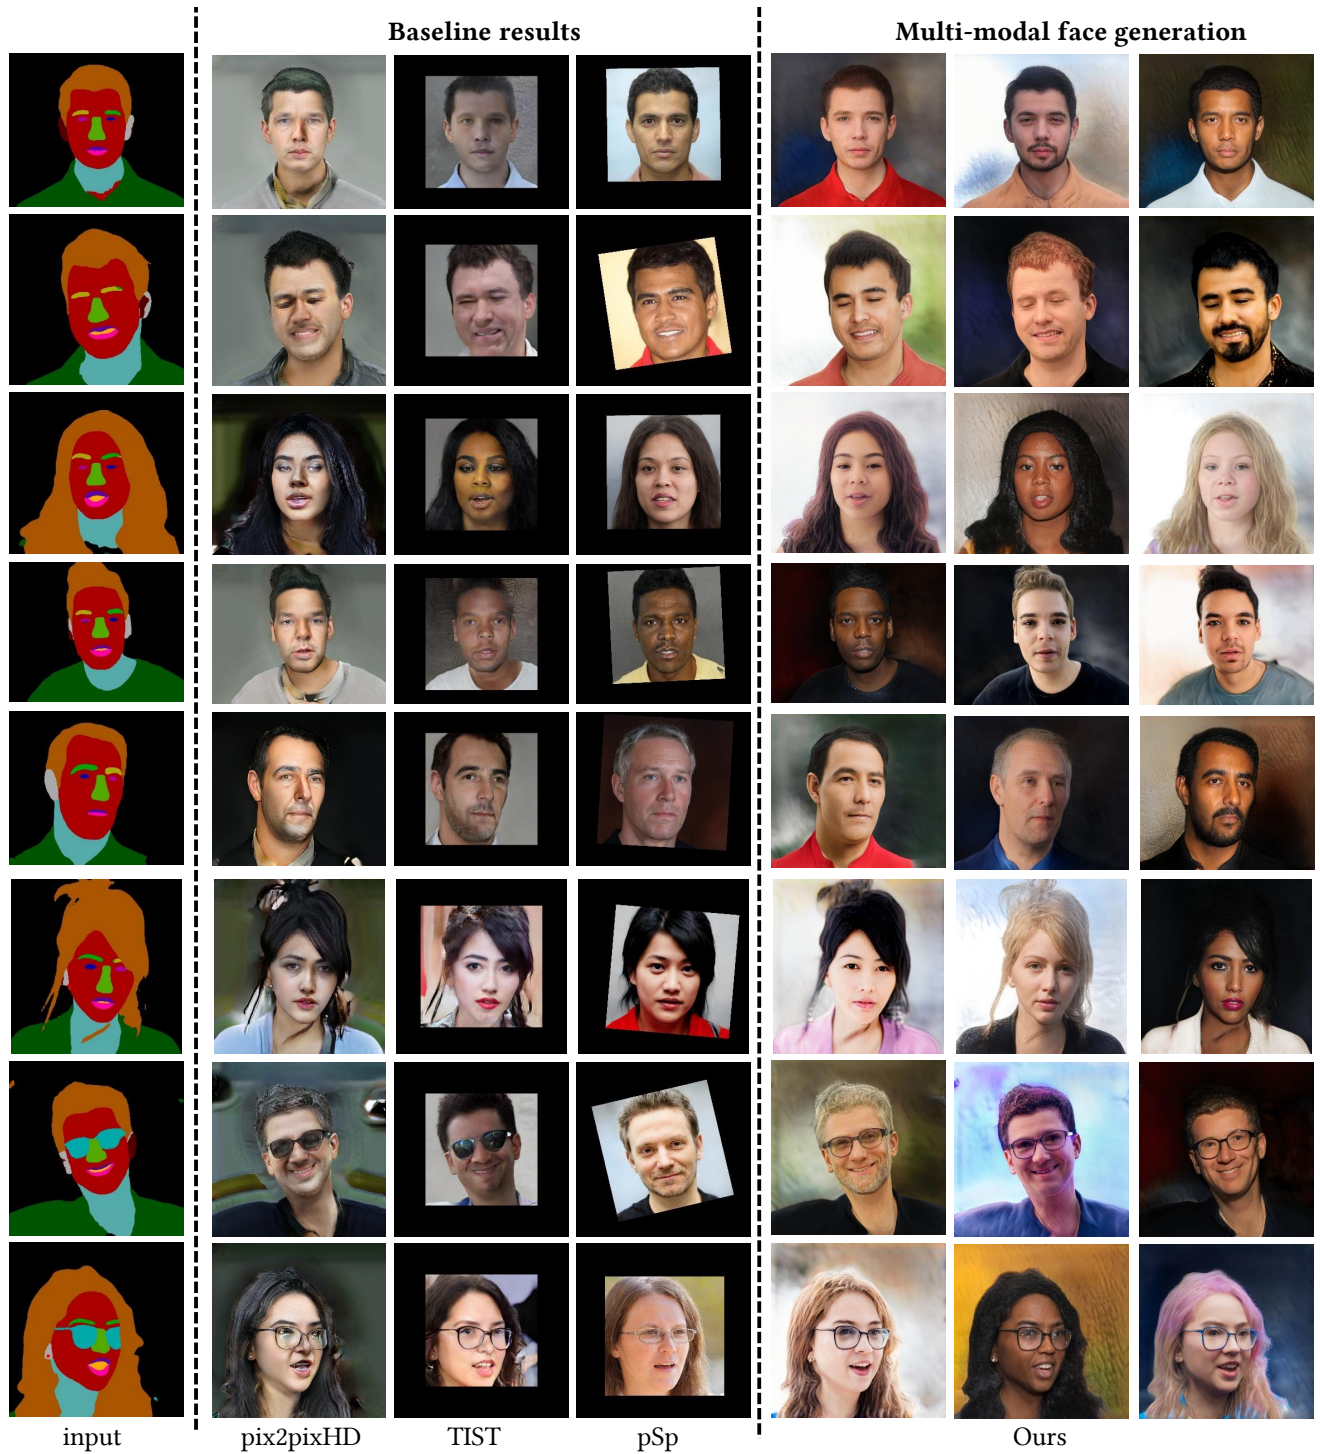 Baseline results
Multi-modal face generation
input
pix2pixHD
TIST
pSp
Ours